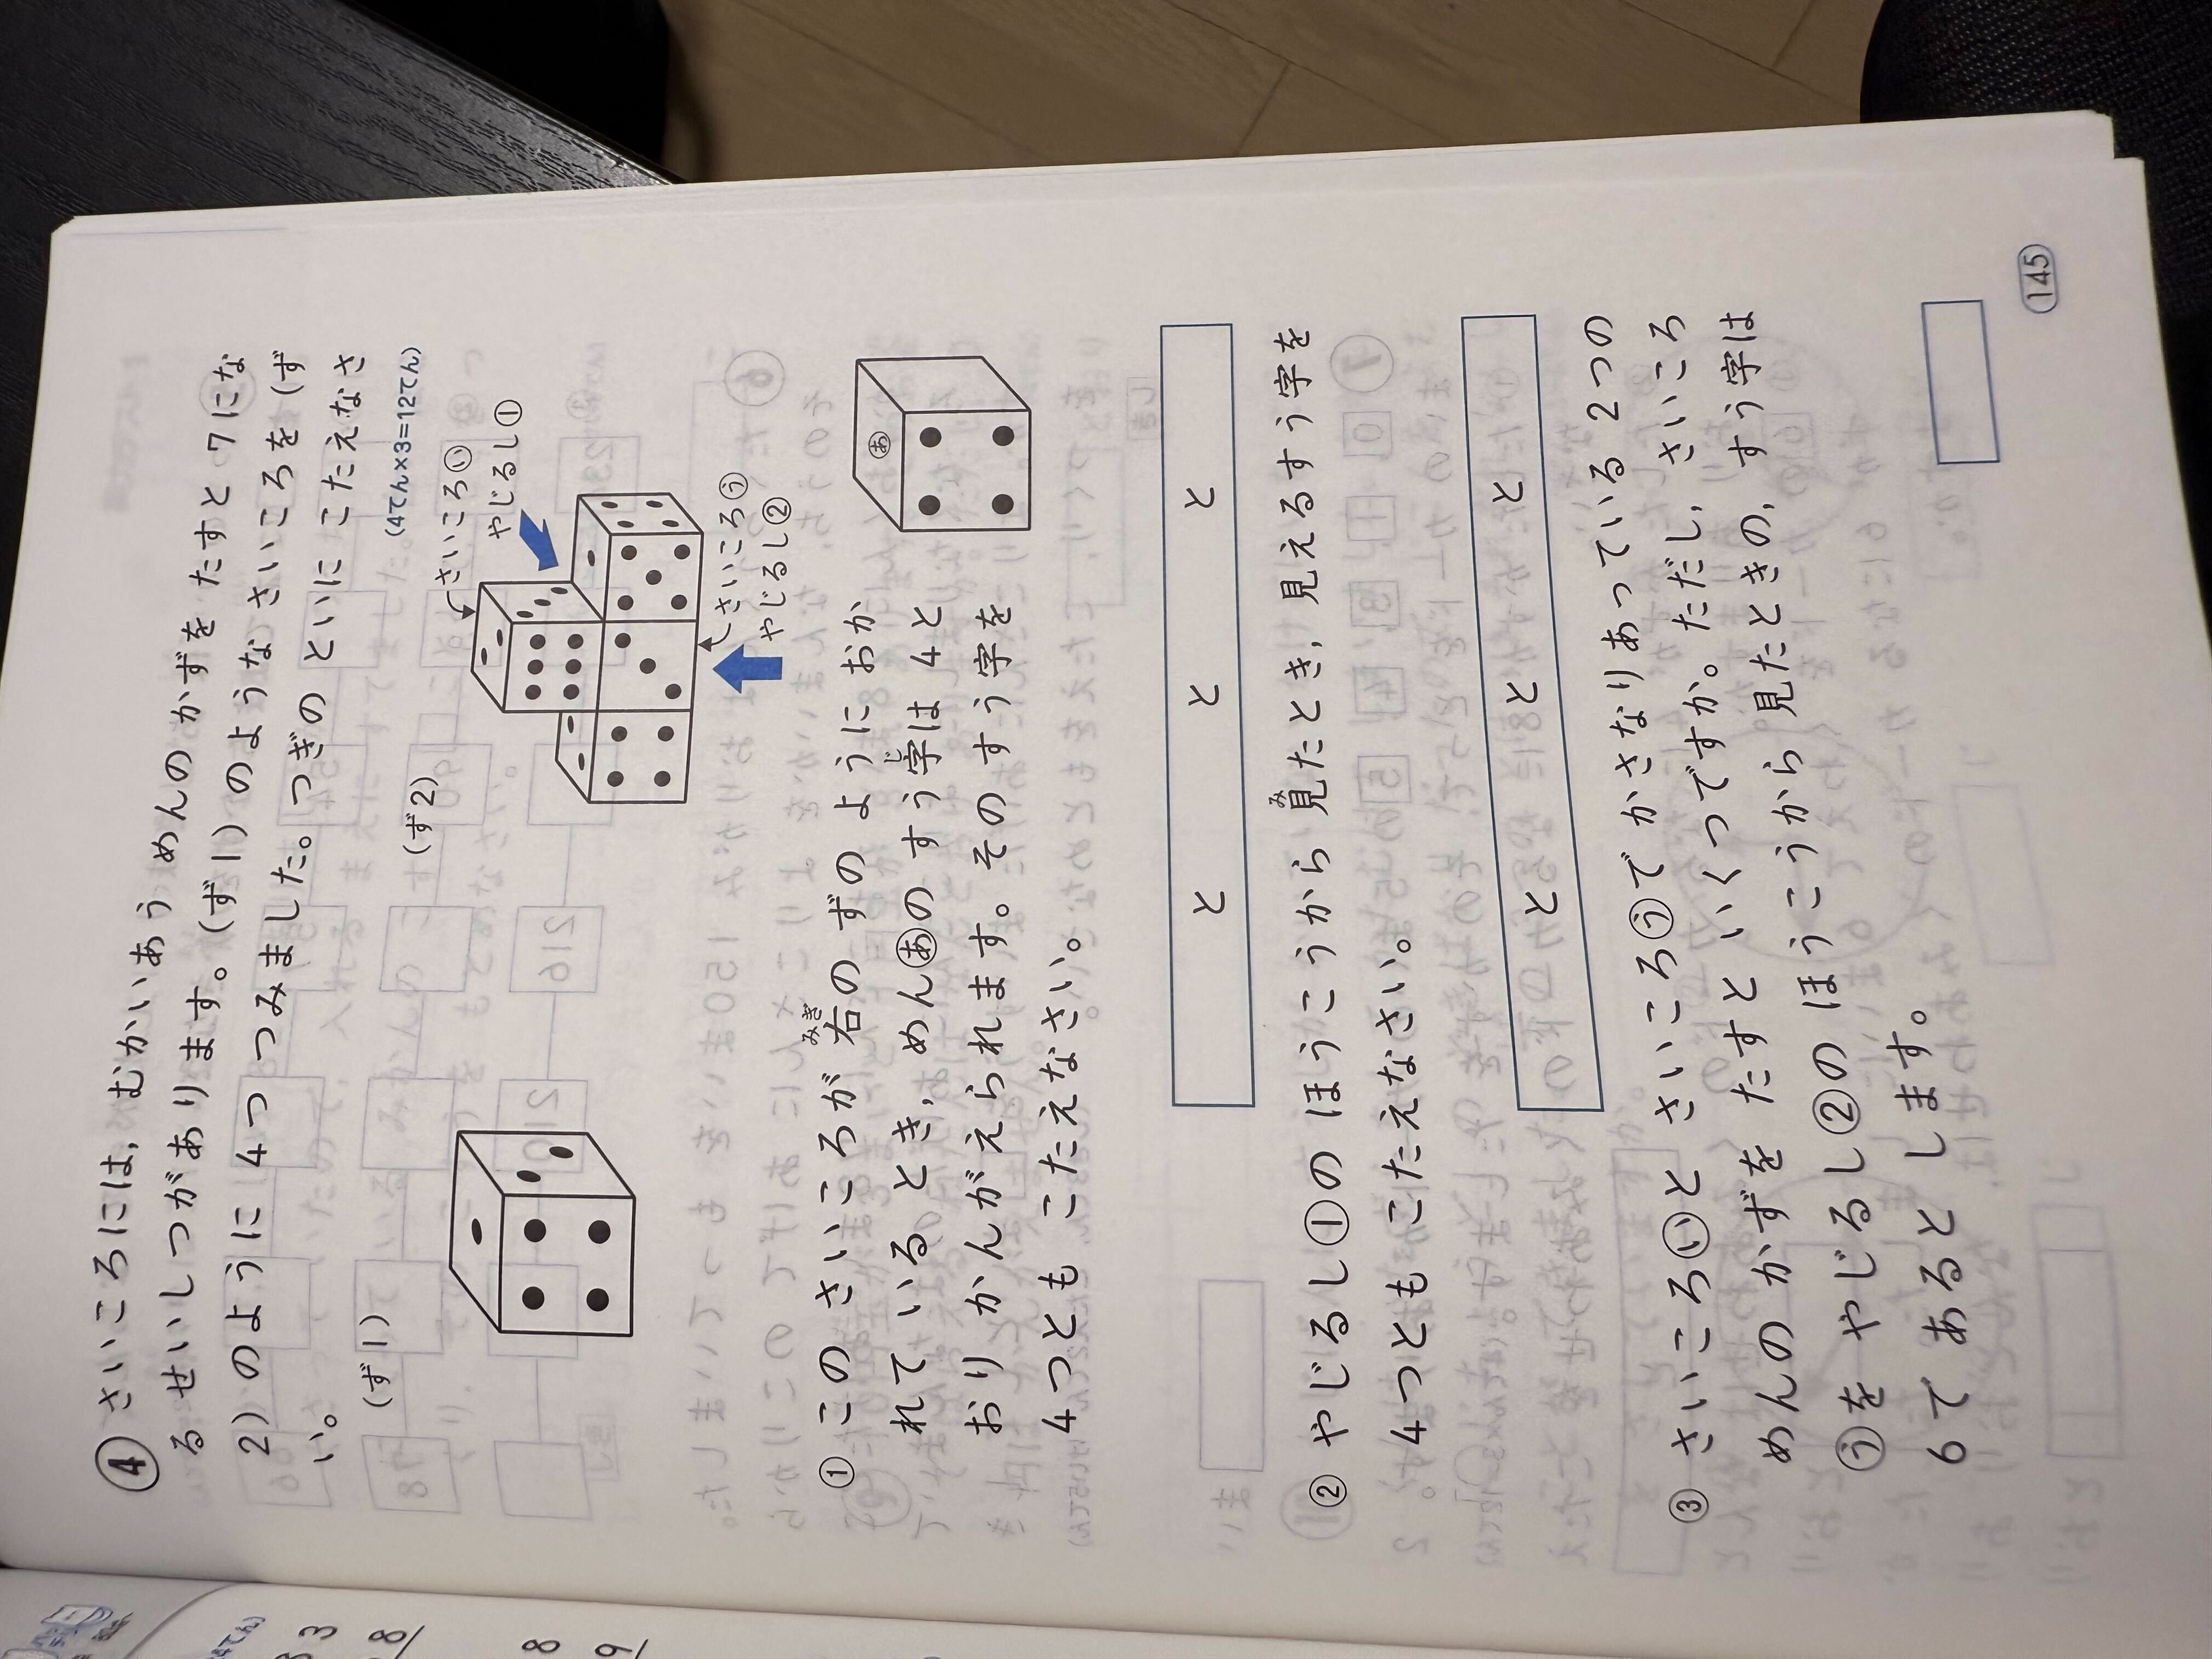 ④ さいころには, むかいあう めんの かずを たすと 7にな
るせいしつが あります。(ず1) のような さいころを (ず
2) のように 4つ つみました。つぎの といに こたえなさ
い。
(4てん×3=12てん)
(ず1)
(ず2)
さいころⓘ
やじるし①
さいころⓤ
やじるし②
① この さいころが 右の ずの ように おか
みぎ
れて いる とき, めんあの すう字は 4と
じ
おり かんがえられます。その すう字を
4つとも こたえなさい。
あ
と と と
② やじるし①の ほうこうから 見たとき, 見えるすう字を
み
4つとも こたえなさい。
と と と
③ さいころⓘと さいころⓤで かさなりあっている 2つの
めんの かずを たすと いくつですか。ただし, さいころ
ⓤを やじるし②の ほうこうから 見たときの, すう字は
6で あると します。
145